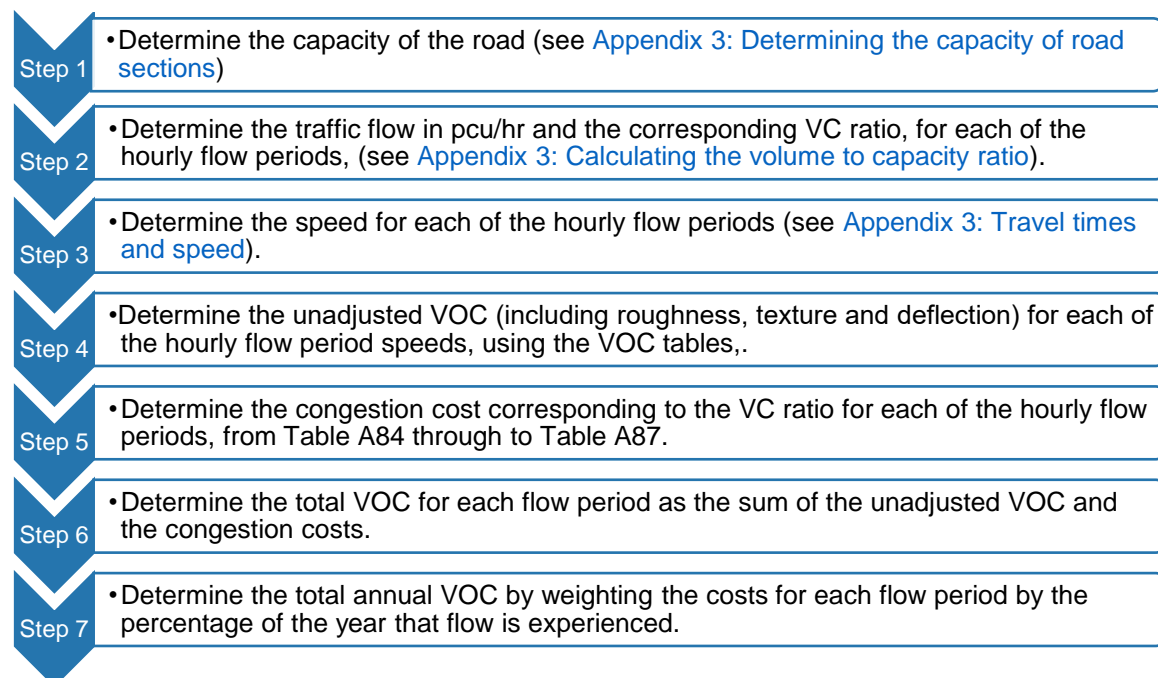 Step 1
•Determine the capacity of the road (see Appendix 3: Determining the capacity of road
sections)
Step 2
•Determine the traffic flow in pcu/hr and the corresponding VC ratio, for each of the
hourly flow periods, (see Appendix 3: Calculating the volume to capacity ratio).
Step 3
•Determine the speed for each of the hourly flow periods (see Appendix 3: Travel times
and speed).
Step 4
•Determine the unadjusted VOC (including roughness, texture and deflection) for each of
the hourly flow period speeds, using the VOC tables,.
Step 5
•Determine the congestion cost corresponding to the VC ratio for each of the hourly flow
periods, from Table A84 through to Table A87.
Step 6
•Determine the total VOC for each flow period as the sum of the unadjusted VOC and
the congestion costs.
Step 7
•Determine the total annual VOC by weighting the costs for each flow period by the
percentage of the year that flow is experienced.